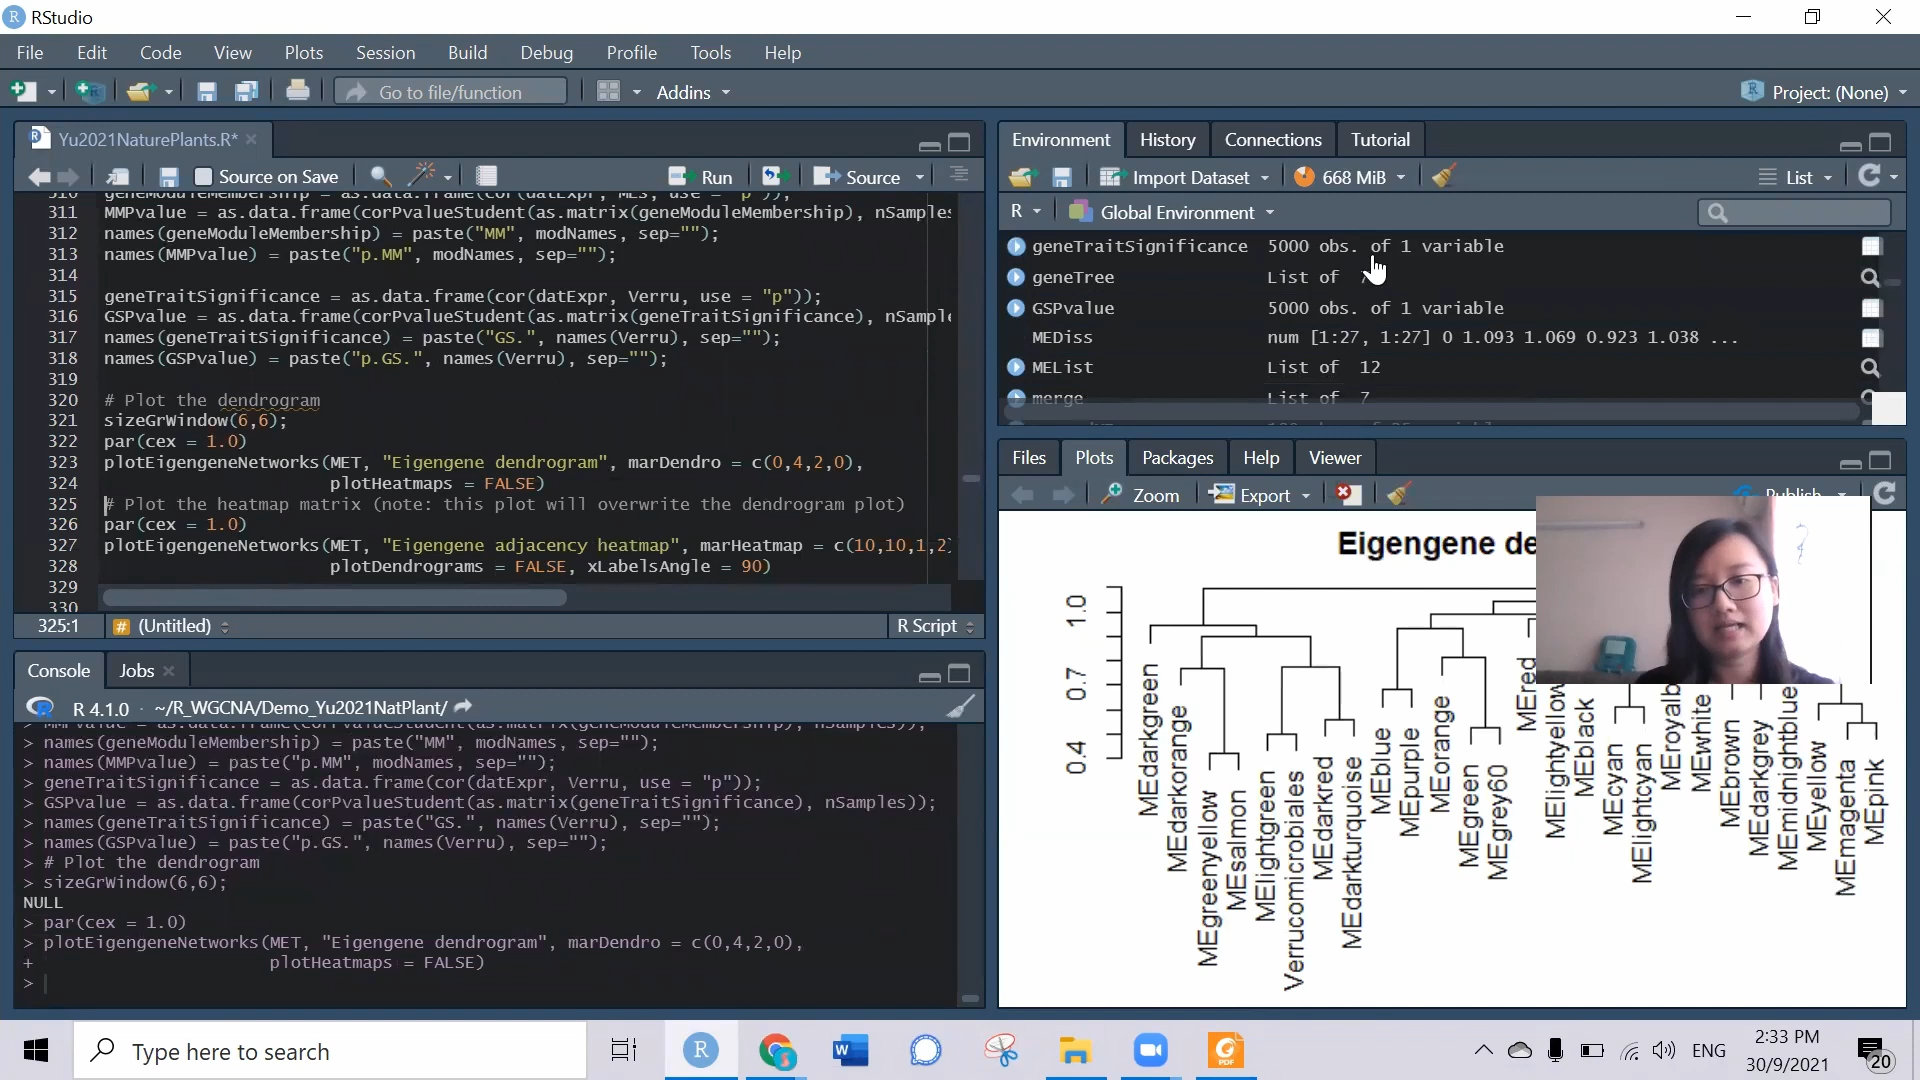 RStudio
File Edit Code View Plots Session Build Debug Profile Tools Help
Go to file/function Addins Project: (None)
Yu2021NaturePlants.R*
Source on Save Run Source
311 MMPvalue = as.data.frame(corPvalueStudent(as.matrix(geneModuleMembership), nSamples
312 names(geneModuleMembership) = paste("MM", modNames, sep="");
313 names(MMPvalue) = paste("p.MM", modNames, sep="");
314
315 geneTraitSignificance = as.data.frame(cor(datExpr, Verru, use = "p"));
316 GSPvalue = as.data.frame(corPvalueStudent(as.matrix(geneTraitSignificance), nSampl
317 names(geneTraitSignificance) = paste("GS.", names(Verru), sep="");
318 names(GSPvalue) = paste("p.GS.", names(Verru), sep="");
319
320 # Plot the dendrogram
321 sizeGrWindow(6,6);
322 par(cex = 1.0)
323 plotEigengeneNetworks(MET, "Eigengene dendrogram", marDendro = c(0,4,2,0),
324 plotHeatmaps = FALSE)
325 # Plot the heatmap matrix (note: this plot will overwrite the dendrogram plot)
326 par(cex = 1.0)
327 plotEigengeneNetworks(MET, "Eigengene adjacency heatmap", marHeatmap = c(10,10,1,2)
328 plotDendrograms = FALSE, xLabelsAngle = 90)
329
330
325:1 # (Untitled) R Script
Console Jobs
R 4.1.0 · ~/R_WGCNA/Demo_Yu2021NatPlant/
> MMPvalue = as.data.frame(corPvalueStudent(as.matrix(geneModuleMembership), nSamples));
> names(geneModuleMembership) = paste("MM", modNames, sep="");
> names(MMPvalue) = paste("p.MM", modNames, sep="");
> geneTraitSignificance = as.data.frame(cor(datExpr, Verru, use = "p"));
> GSPvalue = as.data.frame(corPvalueStudent(as.matrix(geneTraitSignificance), nSamples));
> names(geneTraitSignificance) = paste("GS.", names(Verru), sep="");
> names(GSPvalue) = paste("p.GS.", names(Verru), sep="");
> # Plot the dendrogram
> sizeGrWindow(6,6);
NULL
> par(cex = 1.0)
> plotEigengeneNetworks(MET, "Eigengene dendrogram", marDendro = c(0,4,2,0),
+ plotHeatmaps = FALSE)
>
Environment History Connections Tutorial
Import Dataset 668 MiB List
R Global Environment
geneTraitSignificance 5000 obs. of 1 variable
geneTree List of
GSPvalue 5000 obs. of 1 variable
MEDiss num [1:27, 1:27] 0 1.093 1.069 0.923 1.038 ...
MEList List of 12
merge List of 7
Files Plots Packages Help Viewer
Zoom Export Publish
Eigengene de
1.0
0.7
0.4
MEdarkgreen
MEdarkorange
MEgreenyellow
MEsalmon
MElightgreen
Verrucomicrobiales
MEdarkred
MEdarkturquoise
MEblue
MEpurple
MEorange
MEgreen
MEgrey60
MEred
MElightyellow
MEblack
MEcyan
MElightcyan
MEroyalb
MEwhite
MEbrown
MEdarkgrey
MEmidnightblue
MEyellow
MEmagenta
MEpink
Type here to search
ENG
2:33 PM
30/9/2021
20